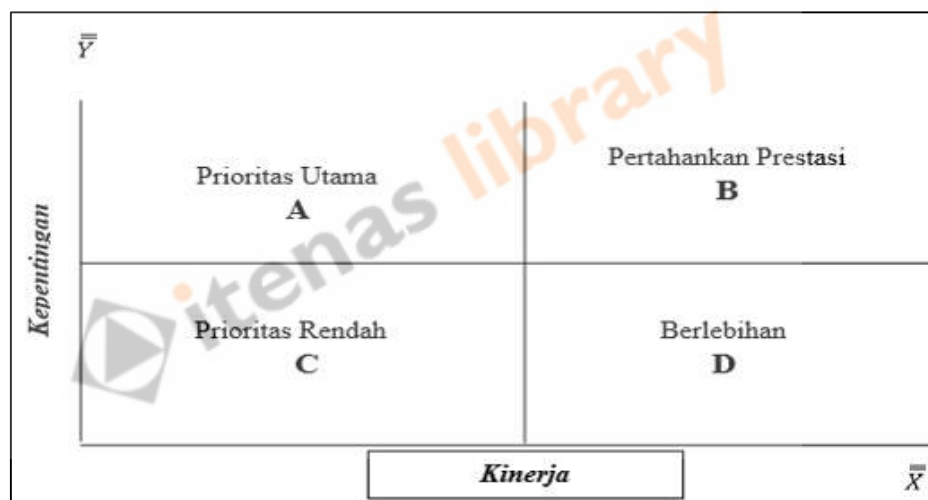 Y̿
Prioritas Utama
A
Pertahankan Prestasi
B
Kepentingan
itenas library
Prioritas Rendah
C
Berlebihan
D
Kinerja
X̿